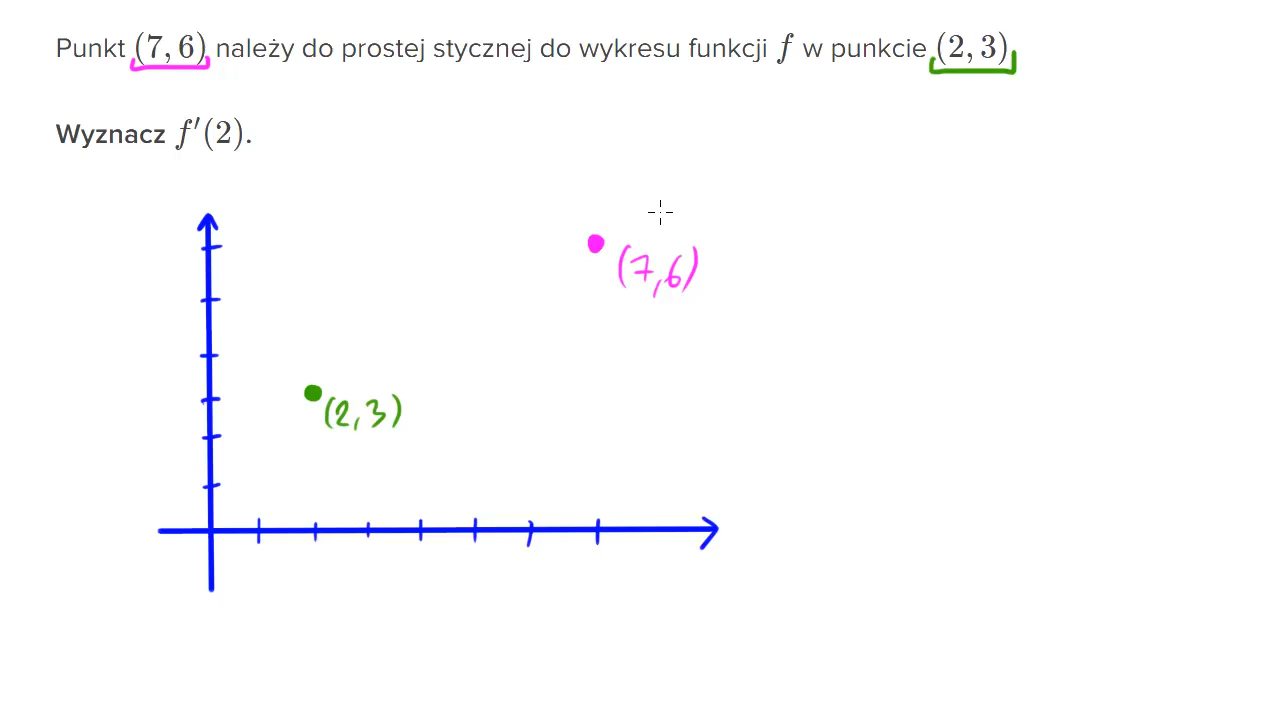 Punkt (7, 6) należy do prostej stycznej do wykresu funkcji f w punkcie (2, 3)
Wyznacz f′(2).
(7,6)
(2,3)